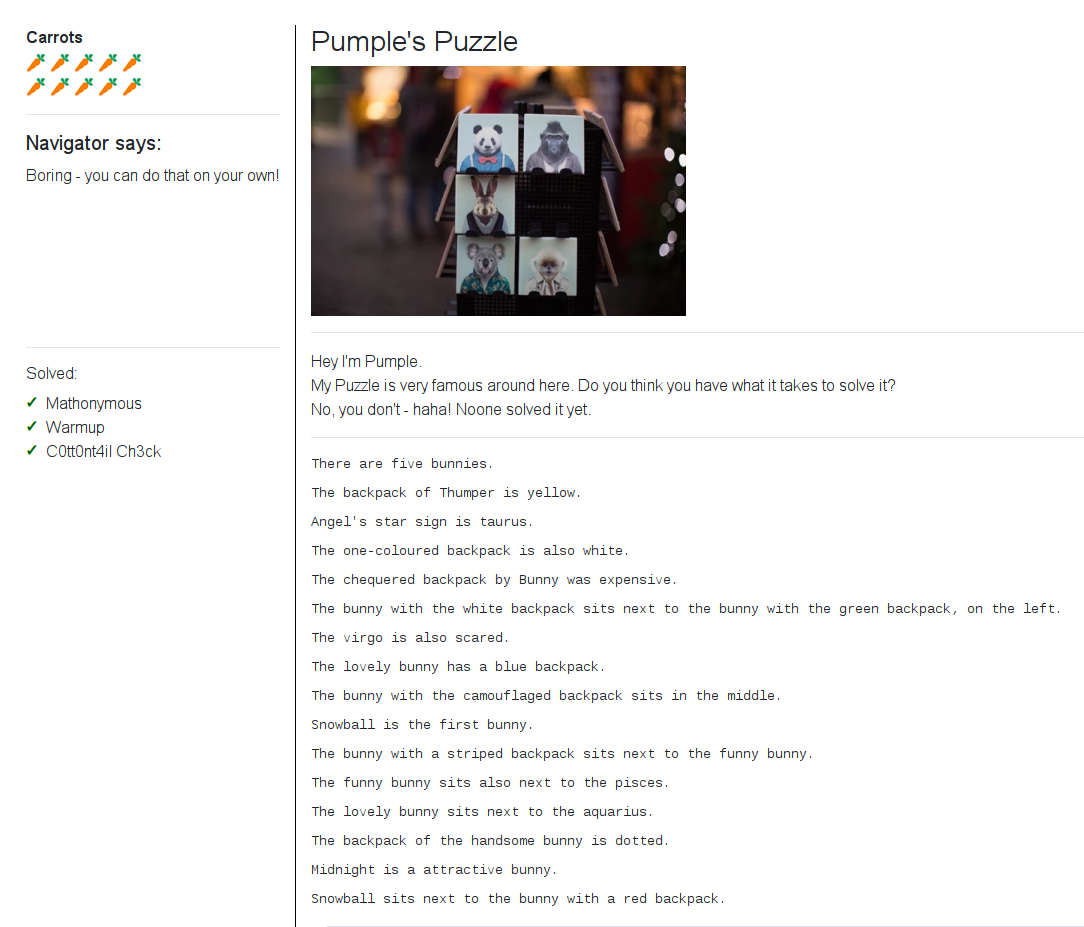 Carrots
Navigator says:
Boring - you can do that on your own!
Solved:
✓ Mathonymous
✓ Warmup
✓ C0tt0nt4il Ch3ck
Pumple's Puzzle
Hey I'm Pumple.
My Puzzle is very famous around here. Do you think you have what it takes to solve it?
No, you don't - haha! Noone solved it yet.
There are five bunnies.
The backpack of Thumper is yellow.
Angel's star sign is taurus.
The one-coloured backpack is also white.
The chequered backpack by Bunny was expensive.
The bunny with the white backpack sits next to the bunny with the green backpack, on the left.
The virgo is also scared.
The lovely bunny has a blue backpack.
The bunny with the camouflaged backpack sits in the middle.
Snowball is the first bunny.
The bunny with a striped backpack sits next to the funny bunny.
The funny bunny sits also next to the pisces.
The lovely bunny sits next to the aquarius.
The backpack of the handsome bunny is dotted.
Midnight is a attractive bunny.
Snowball sits next to the bunny with a red backpack.